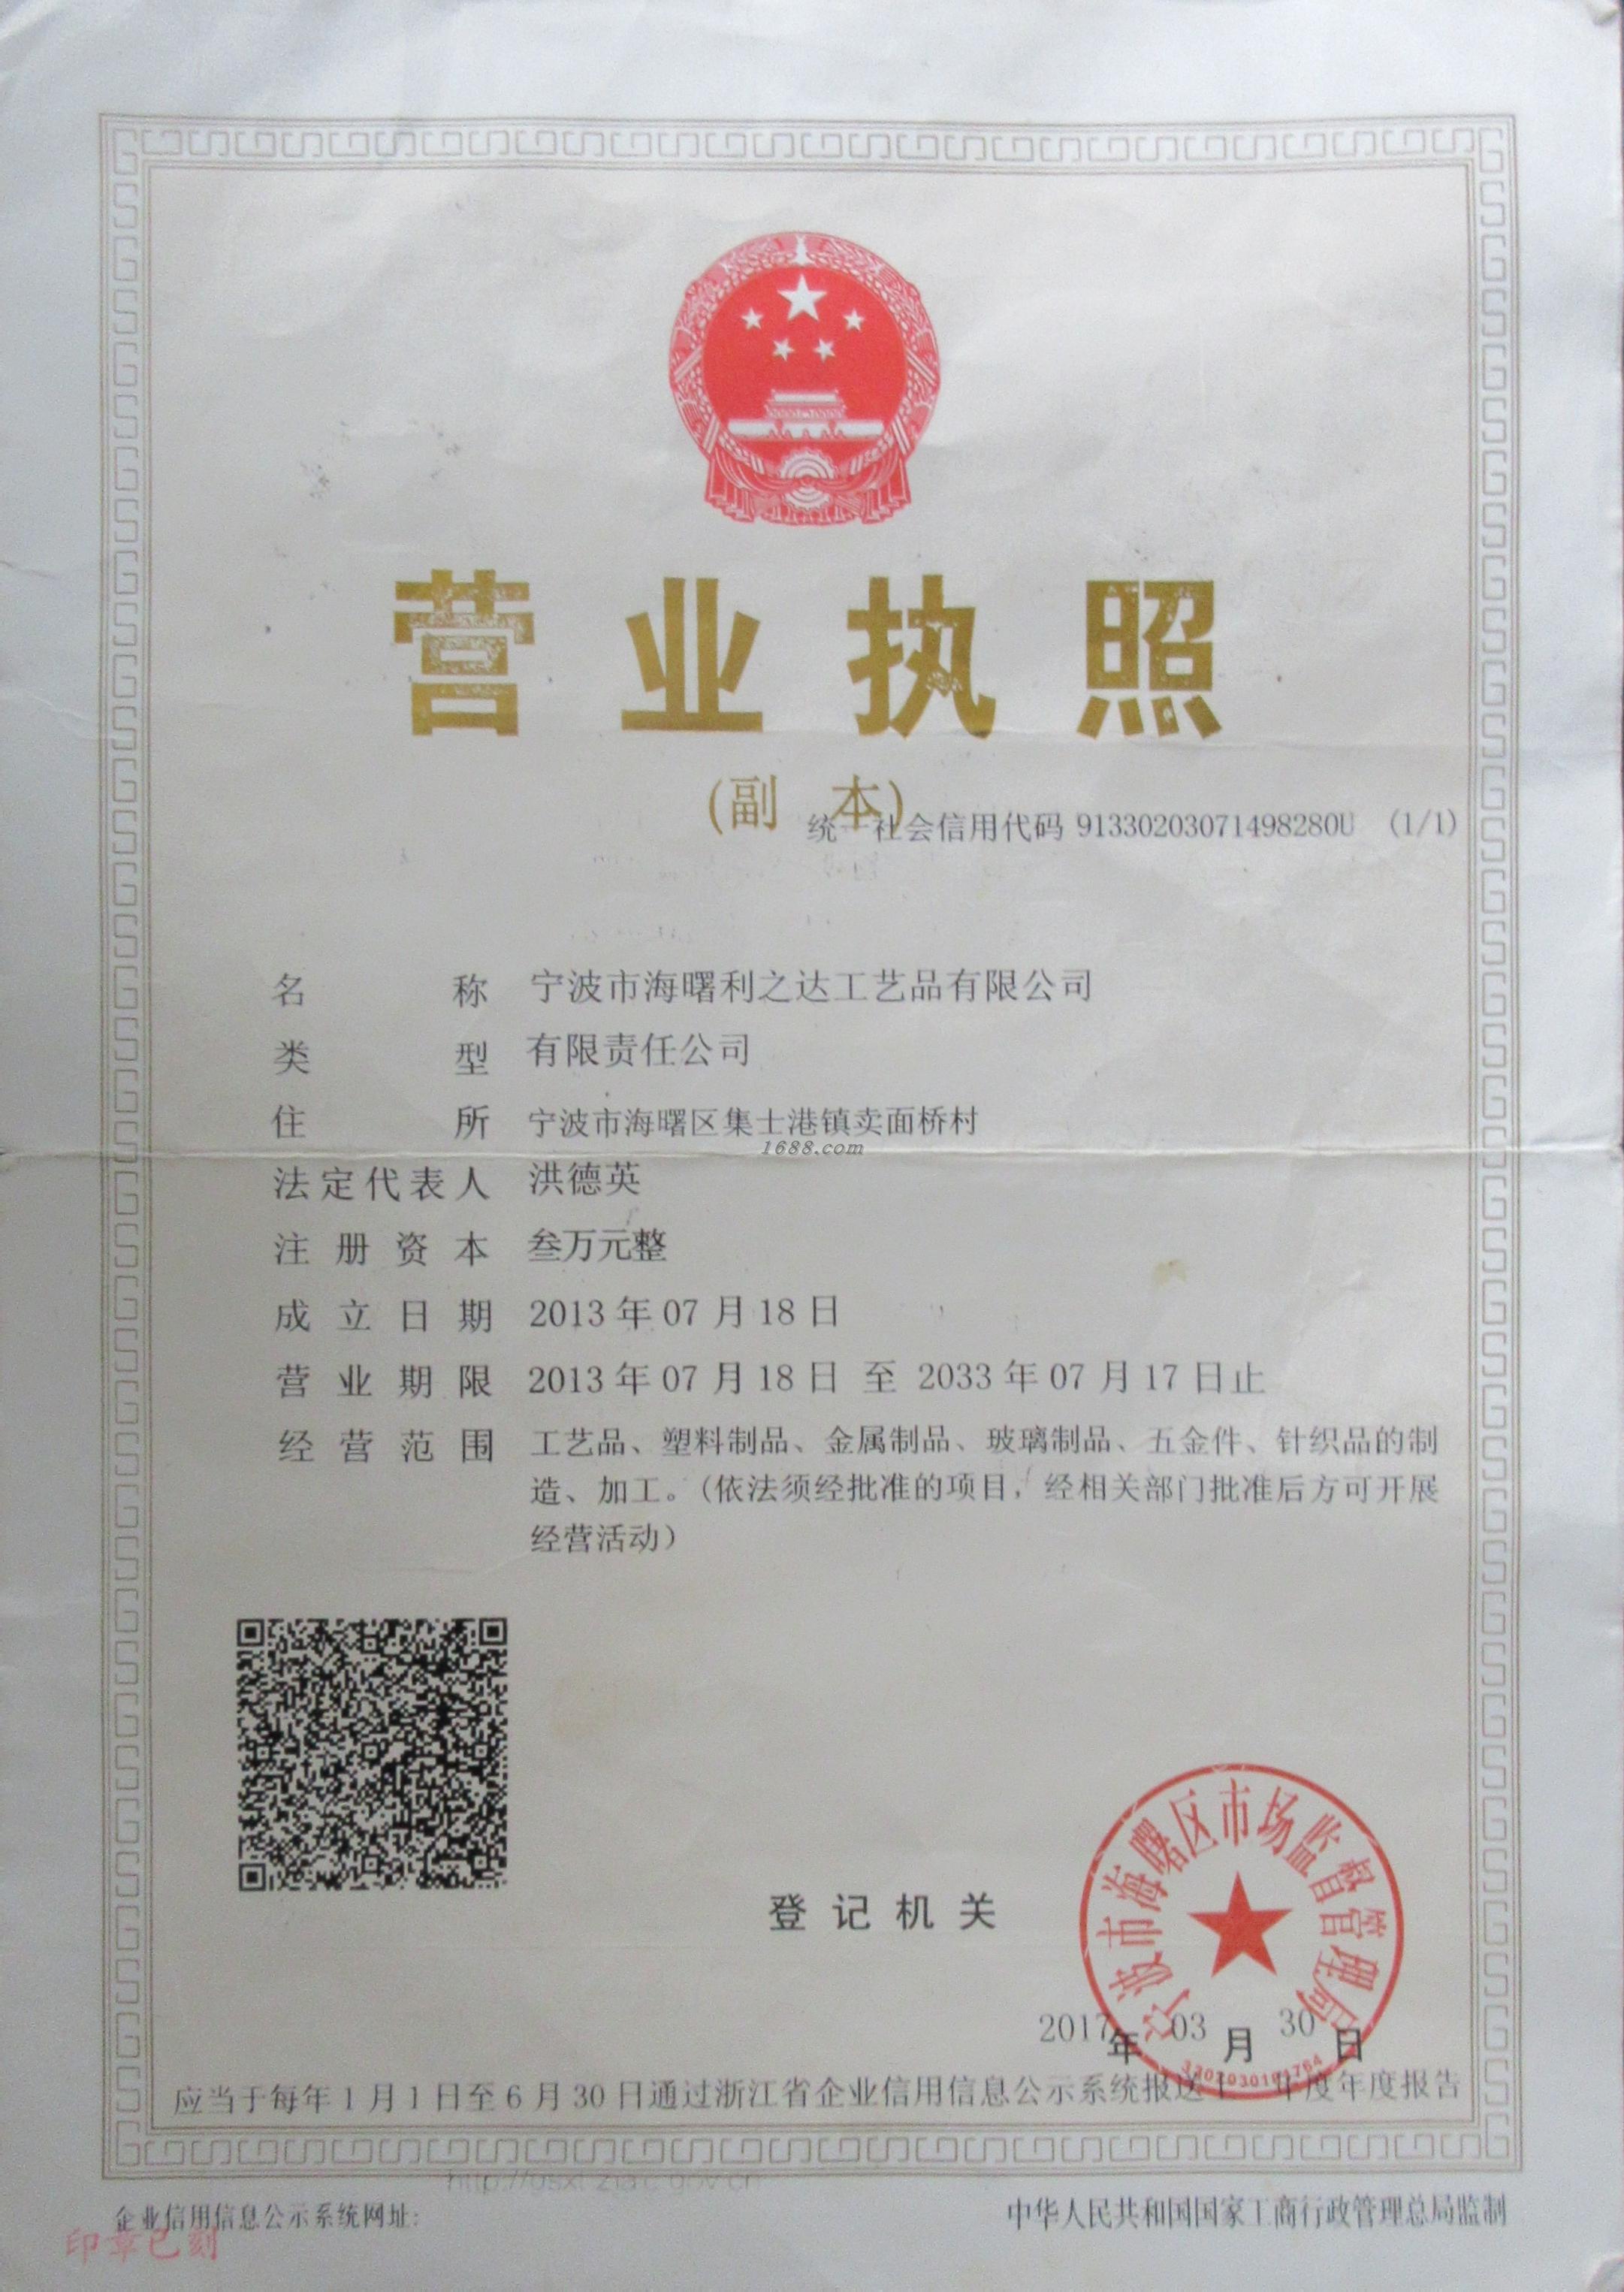 营业执照
(副 本)
统一社会信用代码 91330203071498280U (1/1)
名称 宁波市海曙利之达工艺品有限公司
类型 有限责任公司
住所 宁波市海曙区集士港镇卖面桥村
1688.com
法定代表人 洪德英
注册资本 叁万元整
成立日期 2013年07月18日
营业期限 2013年07月18日 至 2033年07月17日止
经营范围 工艺品、塑料制品、金属制品、玻璃制品、五金件、针织品的制
造、加工。(依法须经批准的项目,经相关部门批准后方可开展
经营活动)
登记机关
宁波市海曙区市场监督管理局
2017年03月30日
应当于每年1月1日至6月30日通过浙江省企业信用信息公示系统报送上一年度年度报告
企业信用信息公示系统网址:
中华人民共和国国家工商行政管理总局监制
印章已刻